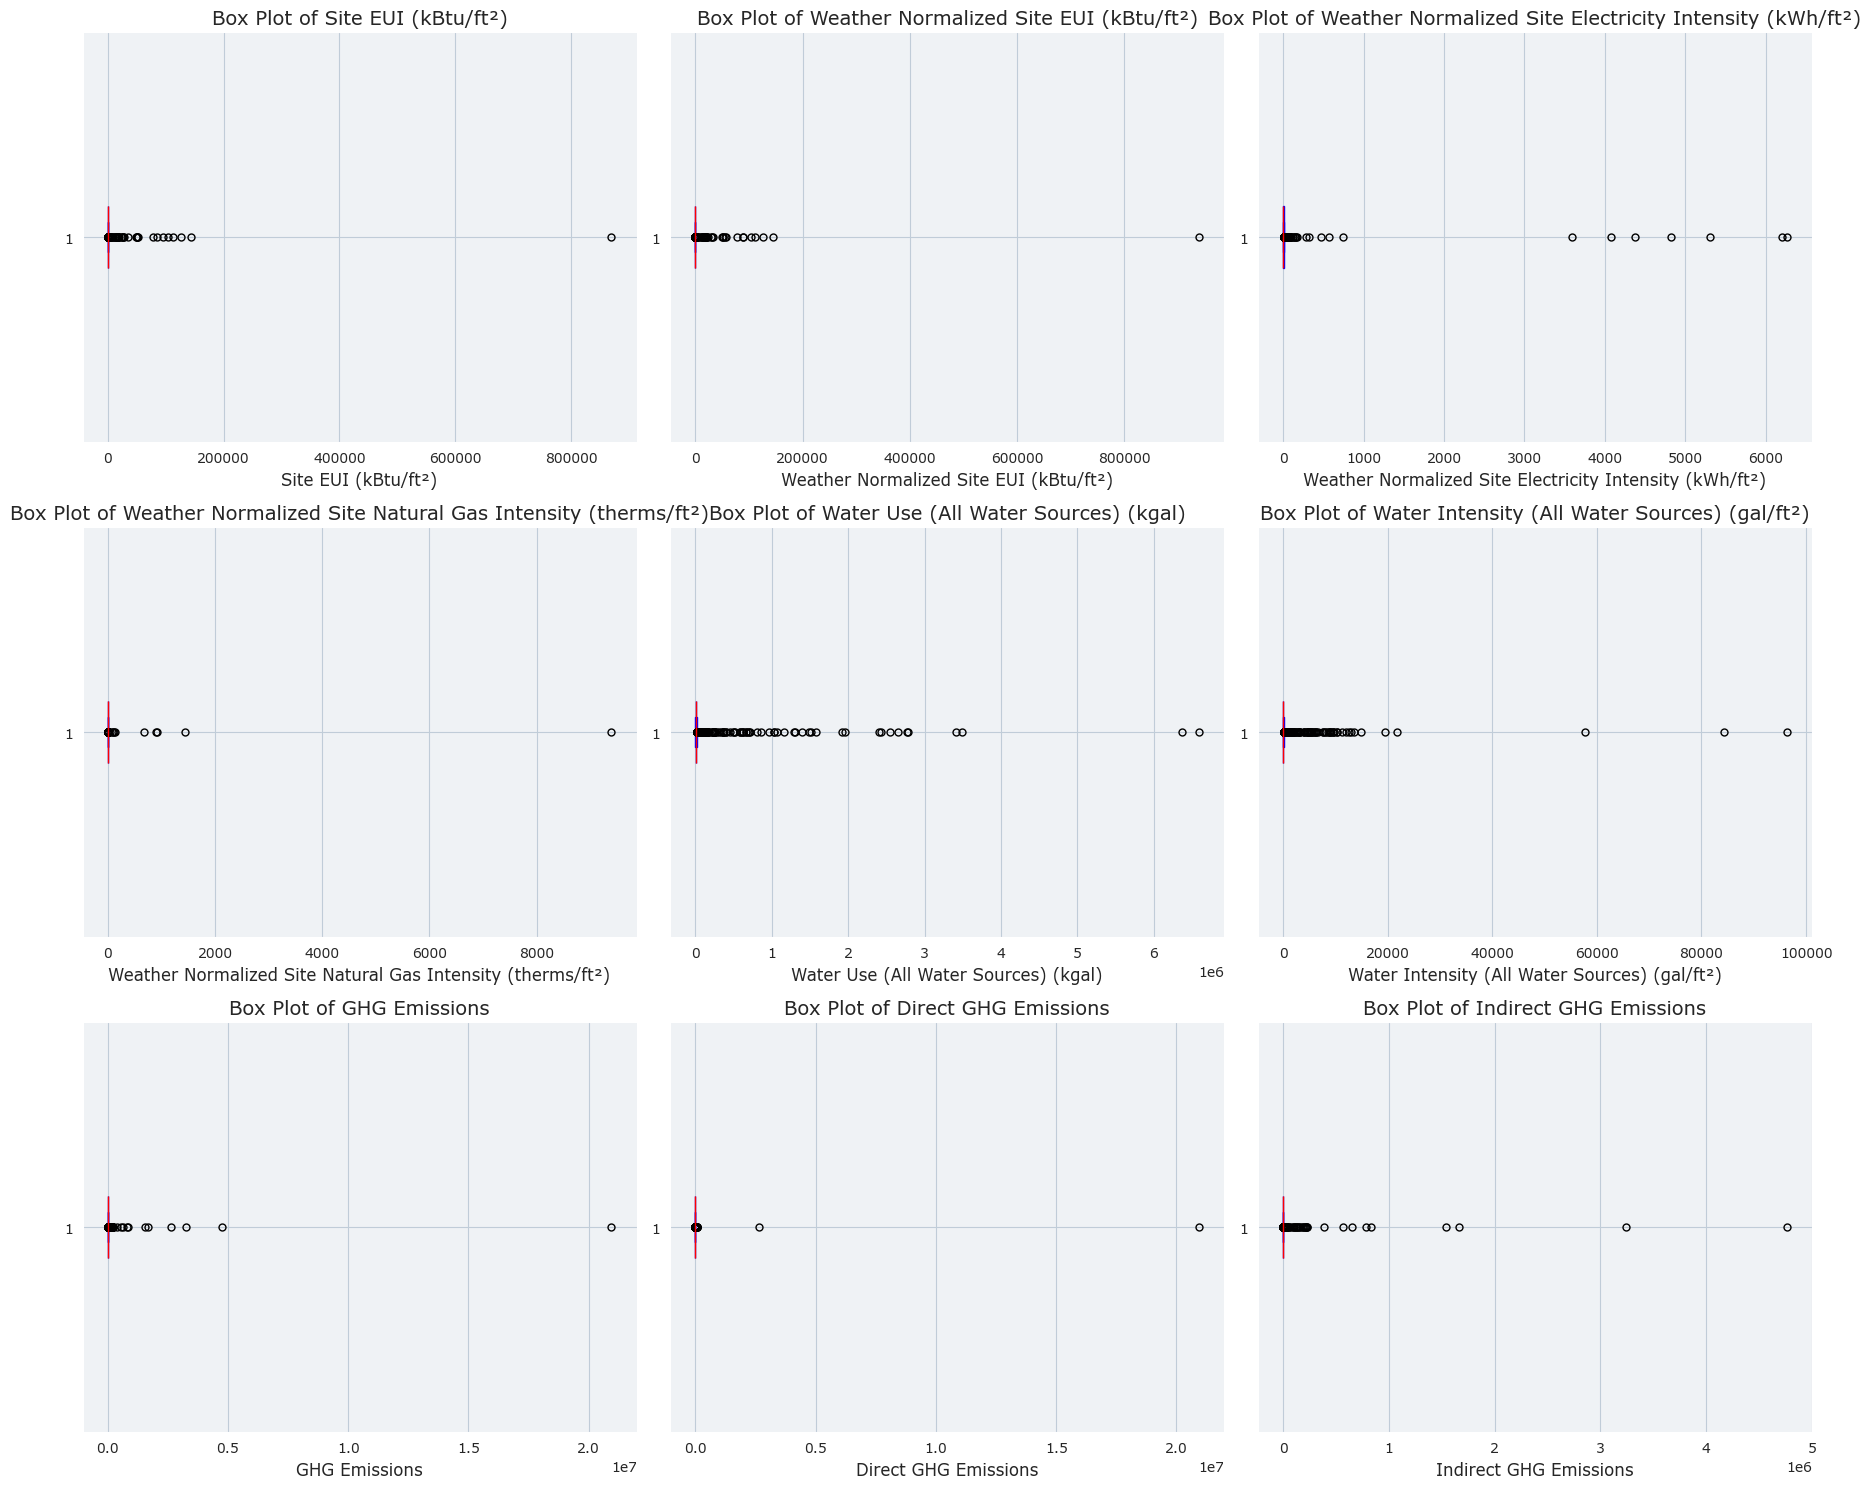 Box Plot of Site EUI (kBtu/ft²)
1
0 200000 400000 600000 800000
Site EUI (kBtu/ft²)
Box Plot of Weather Normalized Site EUI (kBtu/ft²)
1
0 200000 400000 600000 800000
Weather Normalized Site EUI (kBtu/ft²)
Box Plot of Weather Normalized Site Electricity Intensity (kWh/ft²)
1
0 1000 2000 3000 4000 5000 6000
Weather Normalized Site Electricity Intensity (kWh/ft²)
Box Plot of Weather Normalized Site Natural Gas Intensity (therms/ft²)
1
0 2000 4000 6000 8000
Weather Normalized Site Natural Gas Intensity (therms/ft²)
Box Plot of Water Use (All Water Sources) (kgal)
1
0 1 2 3 4 5 6
1e6
Water Use (All Water Sources) (kgal)
Box Plot of Water Intensity (All Water Sources) (gal/ft²)
1
0 20000 40000 60000 80000 100000
Water Intensity (All Water Sources) (gal/ft²)
Box Plot of GHG Emissions
1
0.0 0.5 1.0 1.5 2.0
1e7
GHG Emissions
Box Plot of Direct GHG Emissions
1
0.0 0.5 1.0 1.5 2.0
1e7
Direct GHG Emissions
Box Plot of Indirect GHG Emissions
1
0 1 2 3 4 5
1e6
Indirect GHG Emissions